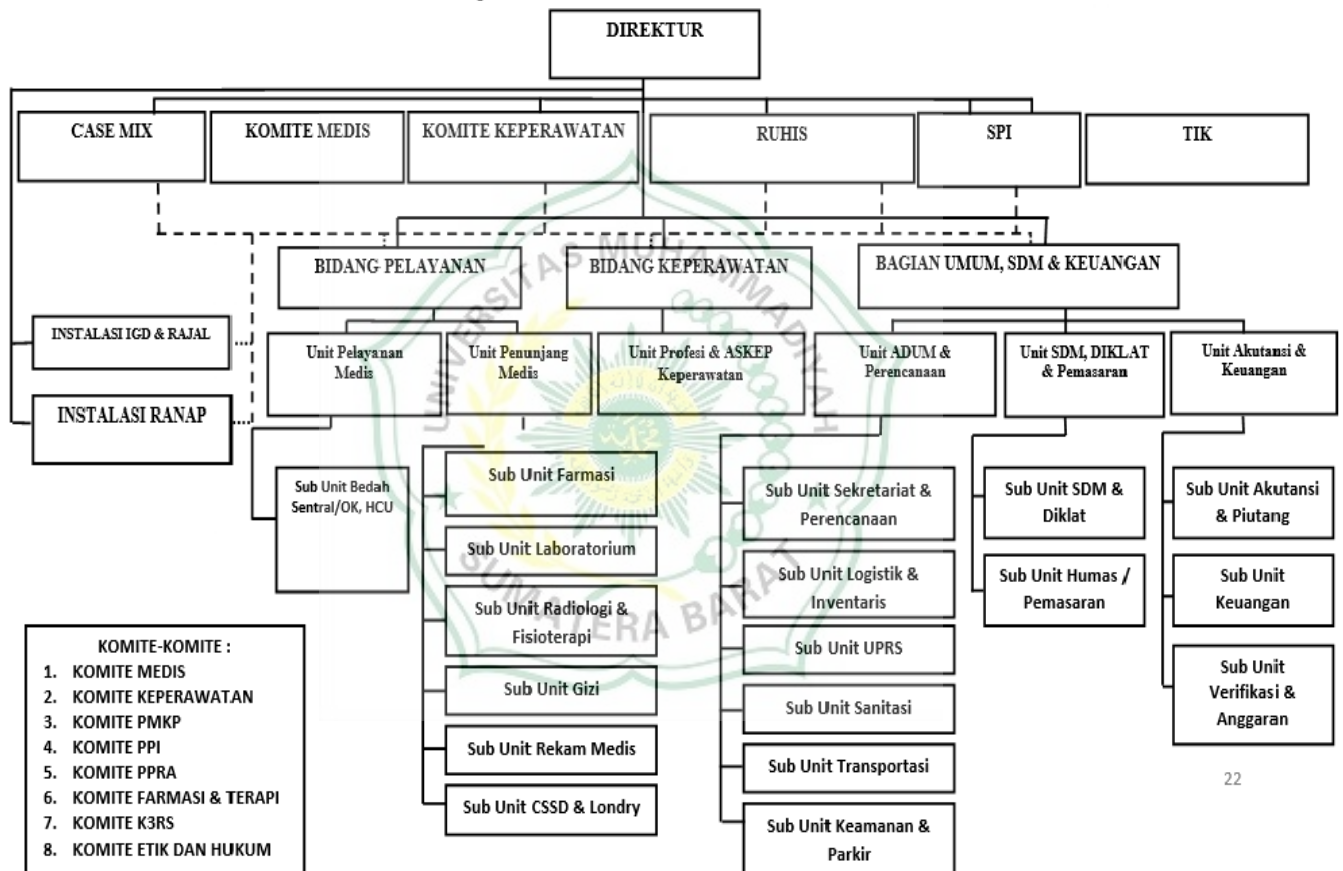 DIREKTUR
CASE MIX
KOMITE MEDIS
KOMITE KEPERAWATAN
RUHIS
SPI
TIK
BIDANG PELAYANAN
BIDANG KEPERAWATAN
BAGIAN UMUM, SDM & KEUANGAN
INSTALASI IGD & RAJAL
INSTALASI RANAP
Unit Pelayanan
Medis
Unit Penunjang
Medis
Unit Profesi & ASKEP
Keperawatan
Unit ADUM &
Perencanaan
Unit SDM, DIKLAT
& Pemasaran
Unit Akutansi &
Keuangan
Sub Unit Bedah
Sentral/OK, HCU
Sub Unit Farmasi
Sub Unit Laboratorium
Sub Unit Radiologi &
Fisioterapi
Sub Unit Gizi
Sub Unit Rekam Medis
Sub Unit CSSD & Londry
Sub Unit Sekretariat &
Perencanaan
Sub Unit Logistik &
Inventaris
Sub Unit UPRS
Sub Unit Sanitasi
Sub Unit Transportasi
Sub Unit Keamanan &
Parkir
Sub Unit SDM &
Diklat
Sub Unit Humas /
Pemasaran
Sub Unit Akutansi
& Piutang
Sub Unit
Keuangan
Sub Unit
Verifikasi &
Anggaran
KOMITE-KOMITE :
1. KOMITE MEDIS
2. KOMITE KEPERAWATAN
3. KOMITE PMKP
4. KOMITE PPI
5. KOMITE PPRA
6. KOMITE FARMASI & TERAPI
7. KOMITE K3RS
8. KOMITE ETIK DAN HUKUM
UNIVERSITAS MUHAMMADIYAH
SUMATERA BARAT
22